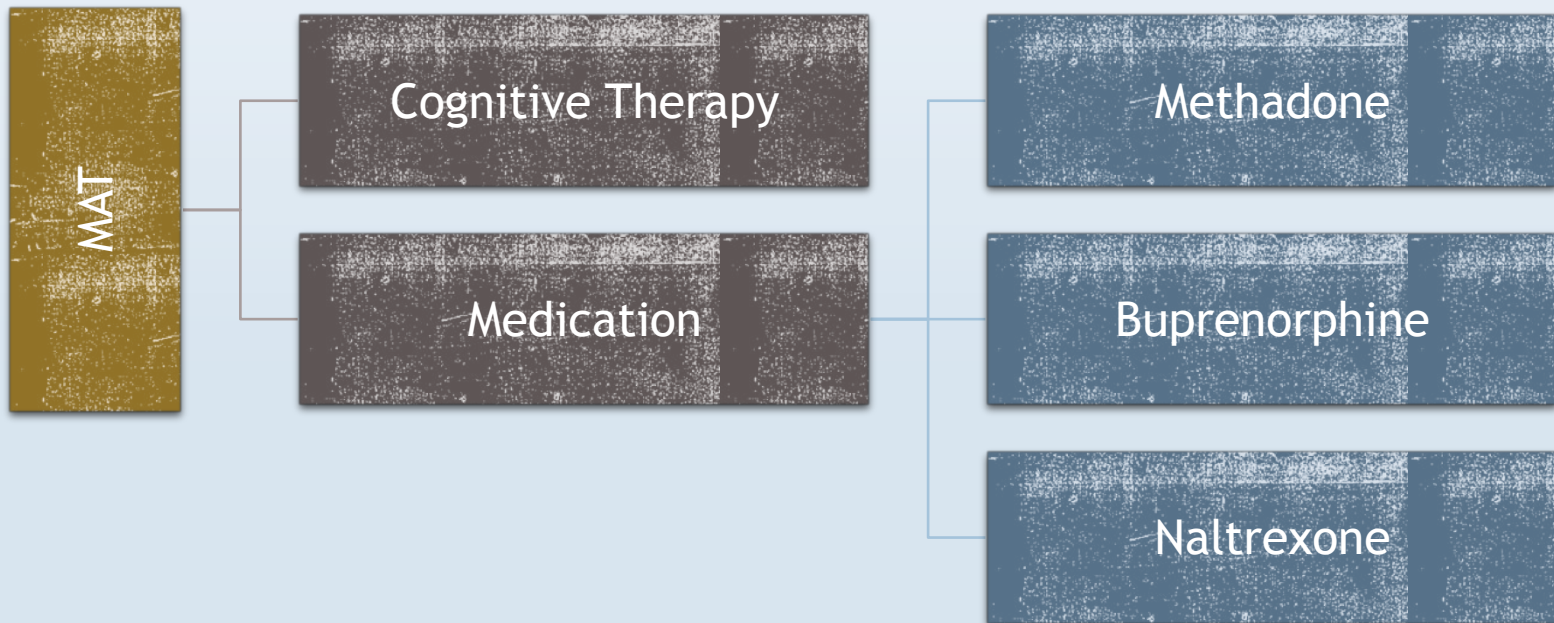 MAT
Cognitive Therapy
Medication
Methadone
Buprenorphine
Naltrexone